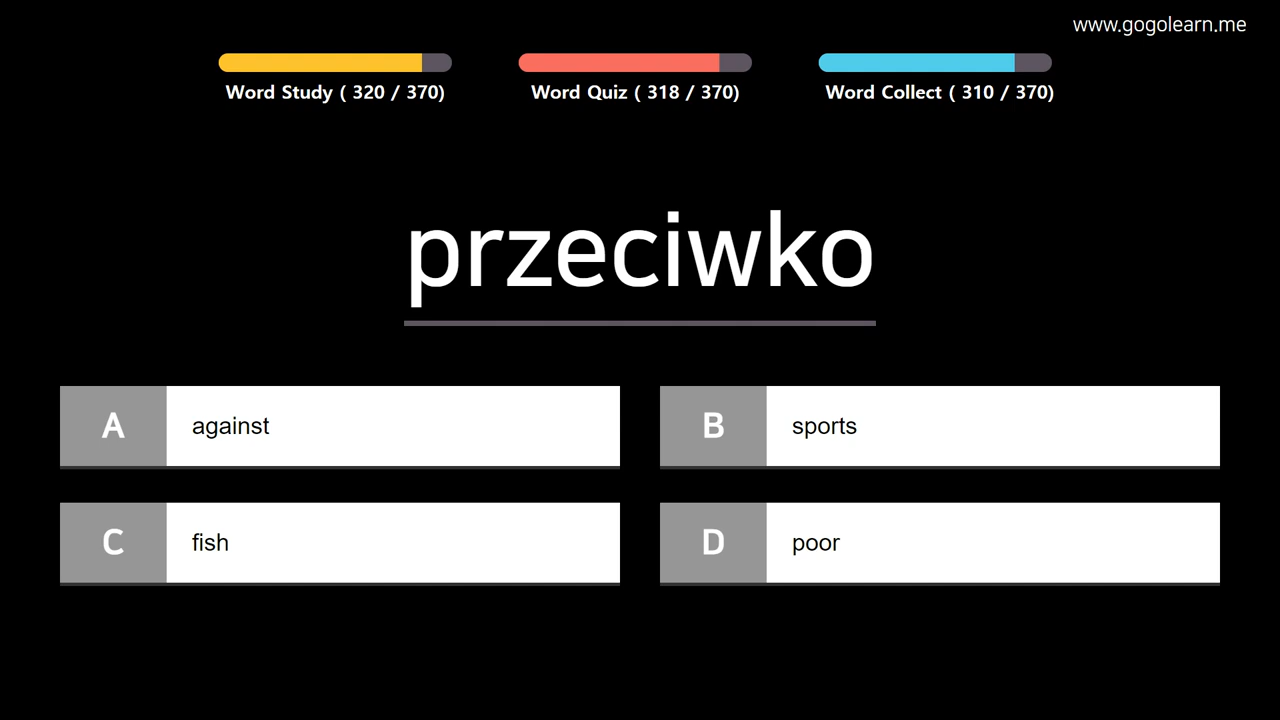 www.gogolearn.me
Word Study ( 320 / 370)
Word Quiz ( 318 / 370)
Word Collect ( 310 / 370)
przeciwko
A against
B sports
C fish
D poor